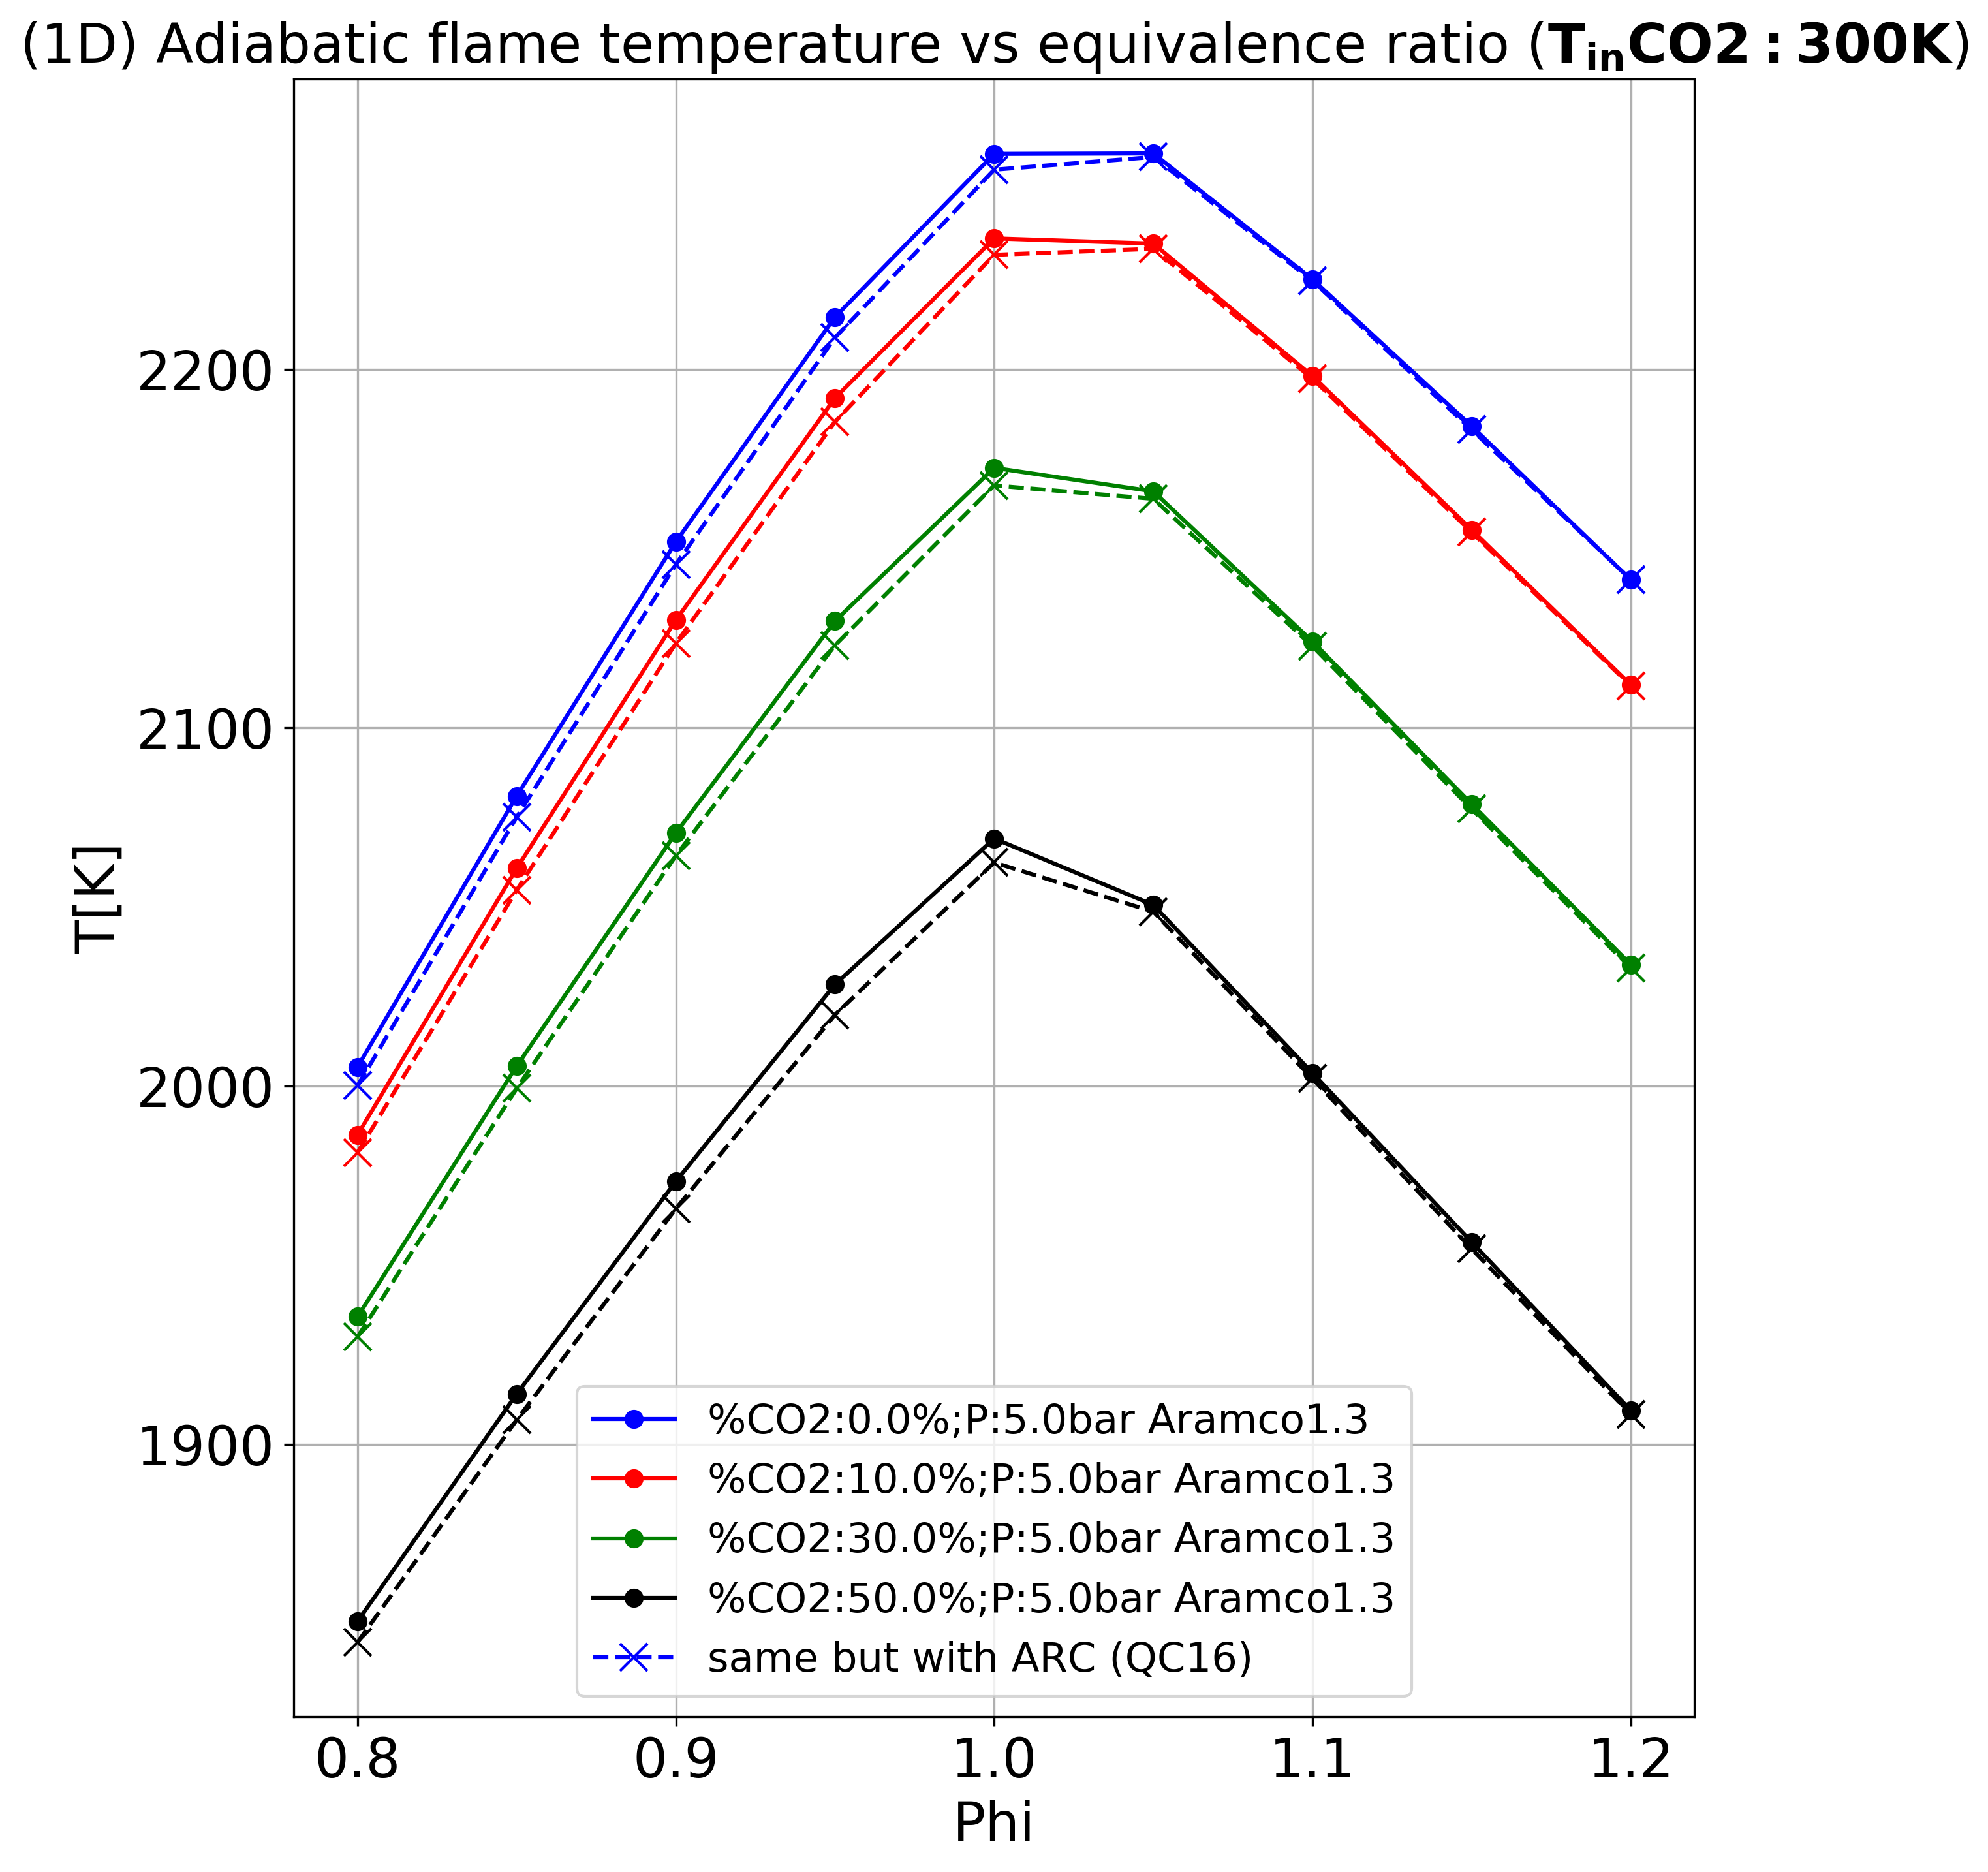 (1D) Adiabatic flame temperature vs equivalence ratio (TinCO2 : 300K)
T[K]
2200
2100
2000
1900
%CO2:0.0%;P:5.0bar Aramco1.3
%CO2:10.0%;P:5.0bar Aramco1.3
%CO2:30.0%;P:5.0bar Aramco1.3
%CO2:50.0%;P:5.0bar Aramco1.3
same but with ARC (QC16)
0.8 0.9 1.0 1.1 1.2
Phi